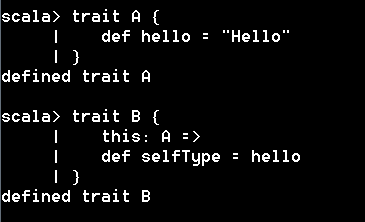 scala> trait A {
     |     def hello = "Hello"
     | }
defined trait A

scala> trait B {
     |     this: A =>
     |     def selfType = hello
     | }
defined trait B